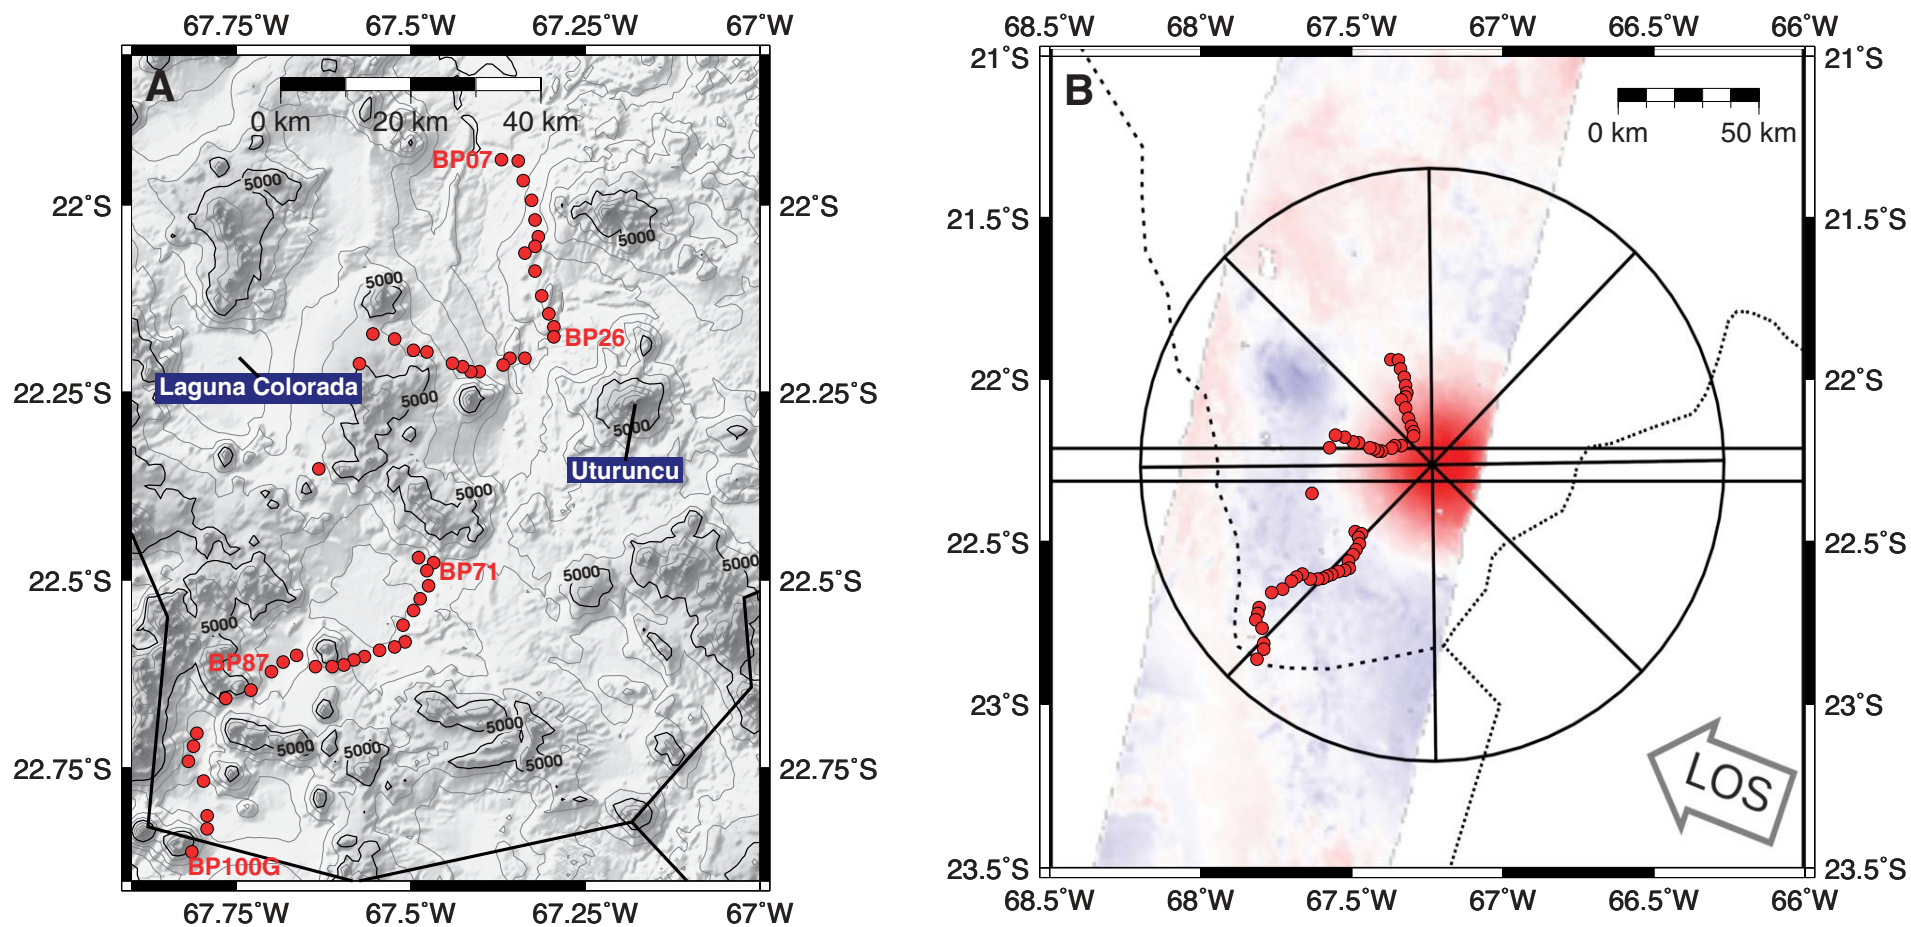 67.75˚W 67.5˚W 67.25˚W 67˚W
A
0 km 20 km 40 km
BP07
5000
22˚S 22˚S
5000
5000
BP26
Laguna Colorada
22.25˚S 22.25˚S
5000
5000
Uturuncu
5000
22.5˚S 22.5˚S
BP71
5000
5000
5000
BP87
5000
5000
5000
5000
22.75˚S 22.75˚S
BP100G
67.75˚W 67.5˚W 67.25˚W 67˚W
68.5˚W 68˚W 67.5˚W 67˚W 66.5˚W 66˚W
21˚S 21˚S
B
0 km 50 km
21.5˚S 21.5˚S
22˚S 22˚S
22.5˚S 22.5˚S
23˚S 23˚S
LOS
23.5˚S 23.5˚S
68.5˚W 68˚W 67.5˚W 67˚W 66.5˚W 66˚W